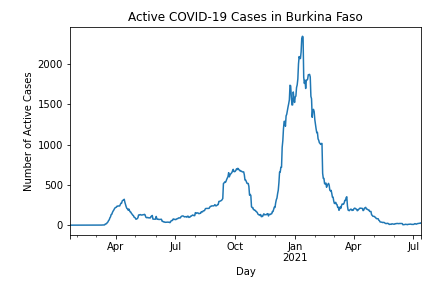 Active COVID-19 Cases in Burkina Faso
Number of Active Cases
2000
1500
1000
500
0
Apr
Jul
Oct
Jan
2021
Apr
Jul
Day